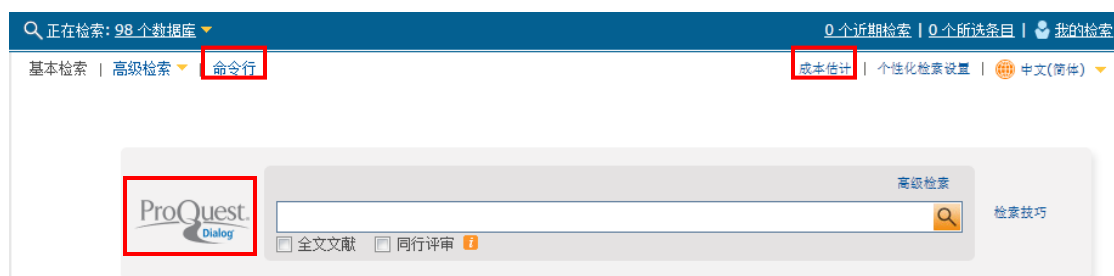 正在检索: 98 个数据库 0 个近期检索 | 0 个所选条目 | 我的检索
基本检索 | 高级检索 | 命令行 成本估计 | 个性化检索设置 | 中文(简体)
高级检索
ProQuest
Dialog
检索技巧
全文文献 同行评审